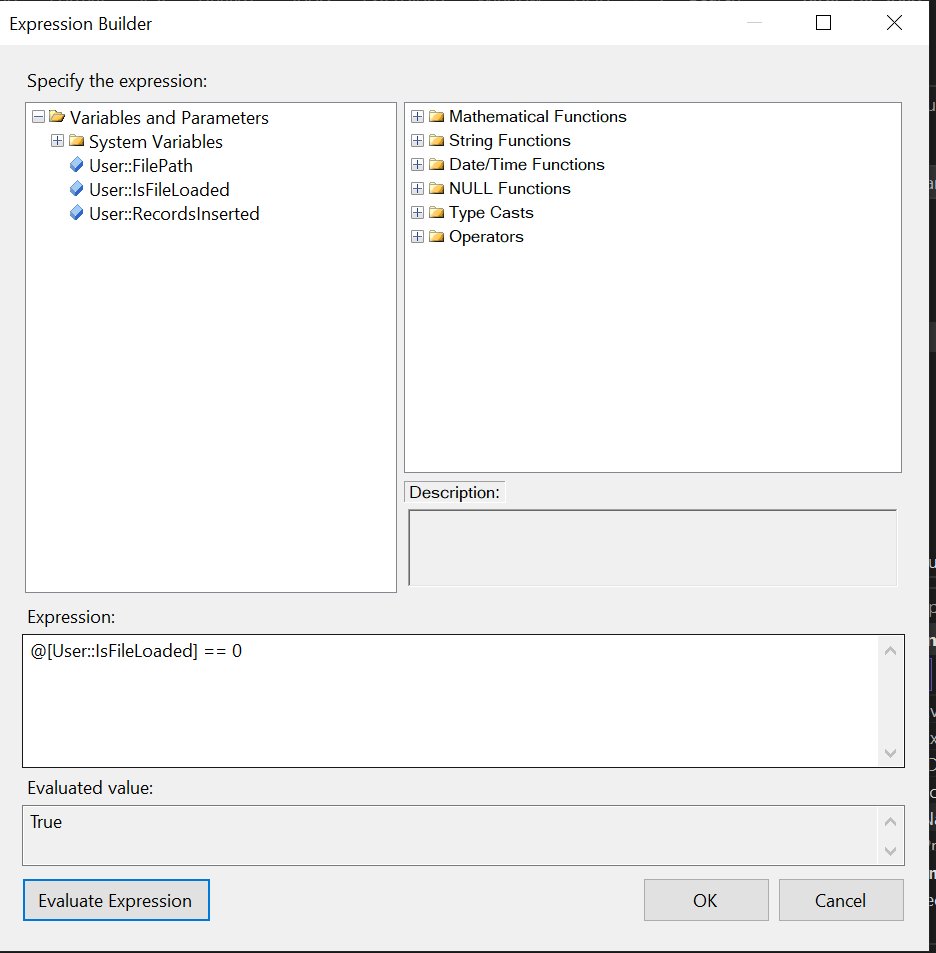 Expression Builder
Specify the expression:
Variables and Parameters
System Variables
User::FilePath
User::IsFileLoaded
User::RecordsInserted
Mathematical Functions
String Functions
Date/Time Functions
NULL Functions
Type Casts
Operators
Description:
Expression:
@[User::IsFileLoaded] == 0
Evaluated value:
True
Evaluate Expression
OK
Cancel